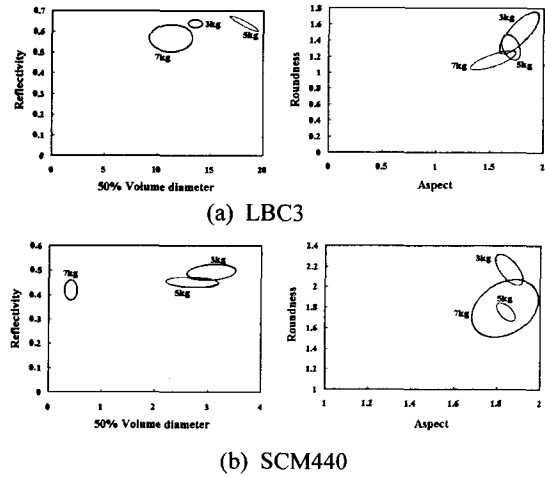 0.7
0.6
0.5
0.4
0.3
0.2
0.1
0
Reflectivity
3kg
5kg
7kg
0 5 10 15 20
50% Volume diameter
1.8
1.6
1.4
1.2
1
0.8
0.6
0.4
0.2
0
Roundness
3kg
7kg
5kg
0 0.5 1 1.5 2
Aspect
(a) LBC3
0.6
0.5
0.4
0.3
0.2
0.1
0
Reflectivity
7kg
3kg
5kg
0 1 2 3 4
50% Volume diameter
2.4
2.2
2
1.8
1.6
1.4
1.2
1
Roundness
3kg
5kg
7kg
1 1.2 1.4 1.6 1.8 2
Aspect
(b) SCM440